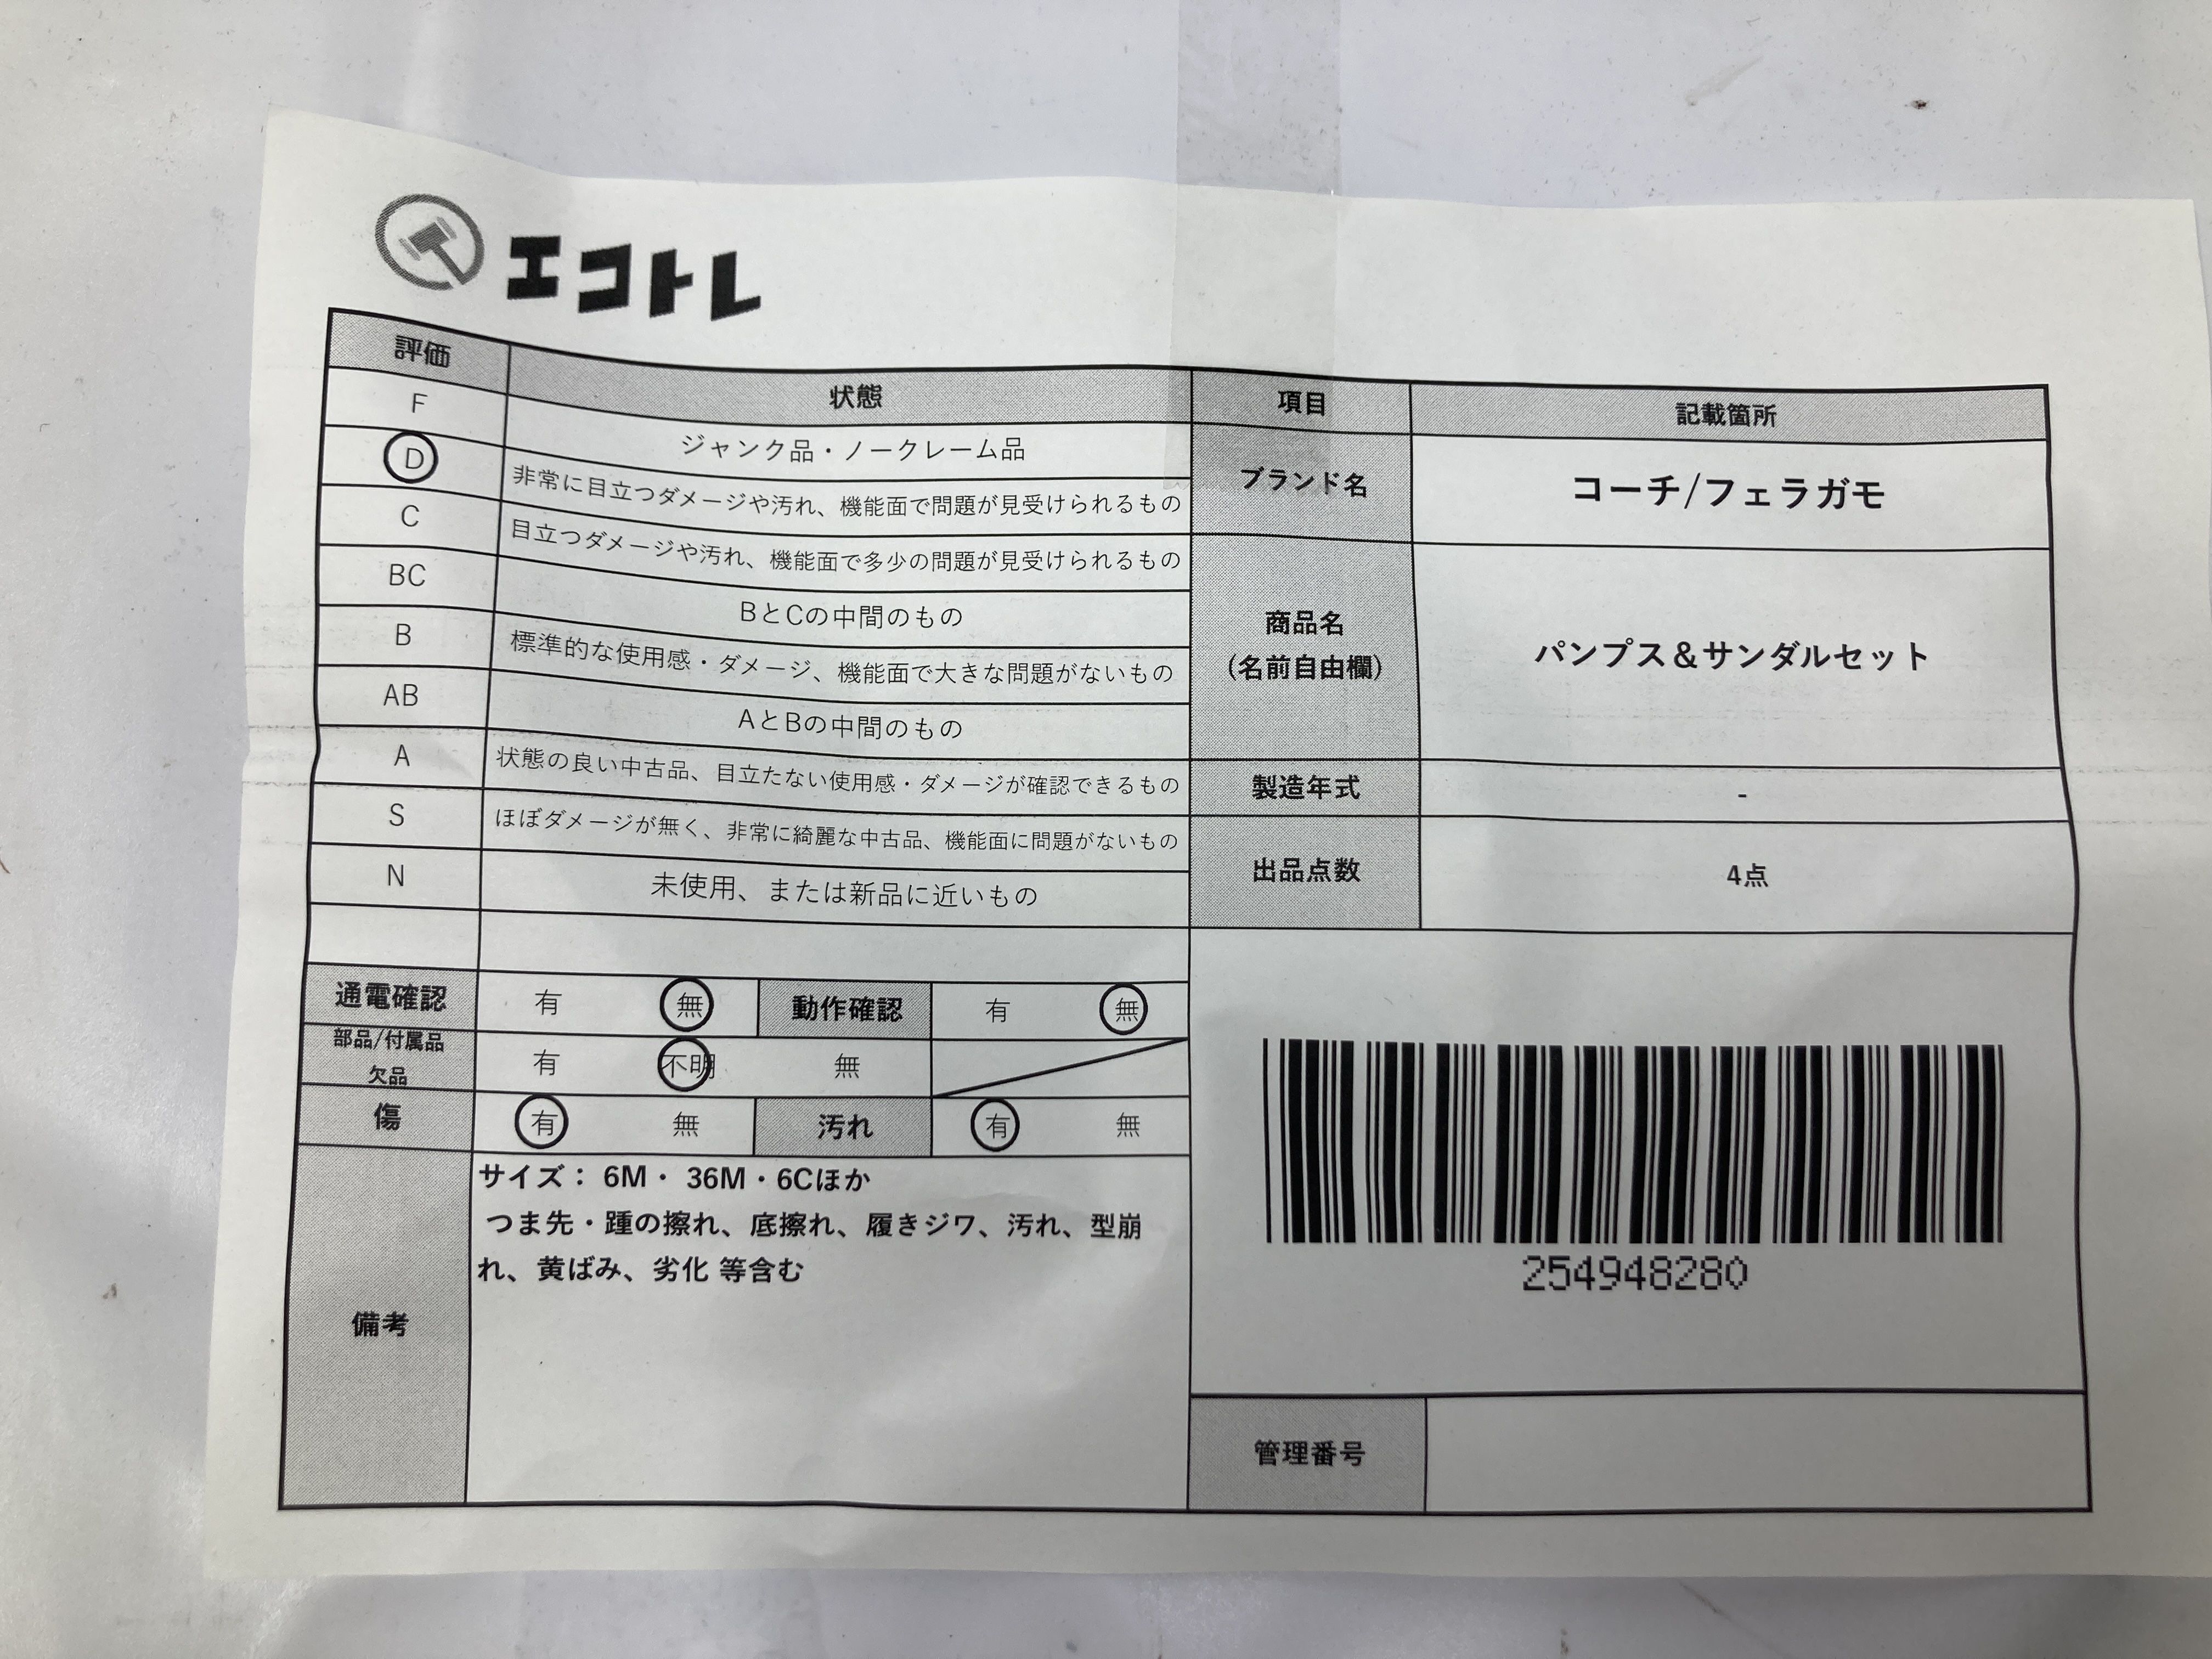 エコトレ
評価 状態
F ジャンク品・ノークレーム品
D 非常に目立つダメージや汚れ、機能面で問題が見受けられるもの
C 目立つダメージや汚れ、機能面で多少の問題が見受けられるもの
BC BとCの中間のもの
B 標準的な使用感・ダメージ、機能面で大きな問題がないもの
AB AとBの中間のもの
A 状態の良い中古品、目立たない使用感・ダメージが確認できるもの
S ほぼダメージが無く、非常に綺麗な中古品、機能面に問題がないもの
N 未使用、または新品に近いもの
通電確認 有 無 動作確認 有 無
部品/付属品
欠品 有 不明 無
傷 有 無 汚れ 有 無
備考
サイズ： 6M・ 36M・6Cほか
つま先・踵の擦れ、底擦れ、履きジワ、汚れ、型崩
れ、黄ばみ、劣化 等含む
項目 記載箇所
ブランド名 コーチ/フェラガモ
商品名
(名前自由欄) パンプス＆サンダルセット
製造年式 -
出品点数 4点
254948280
管理番号